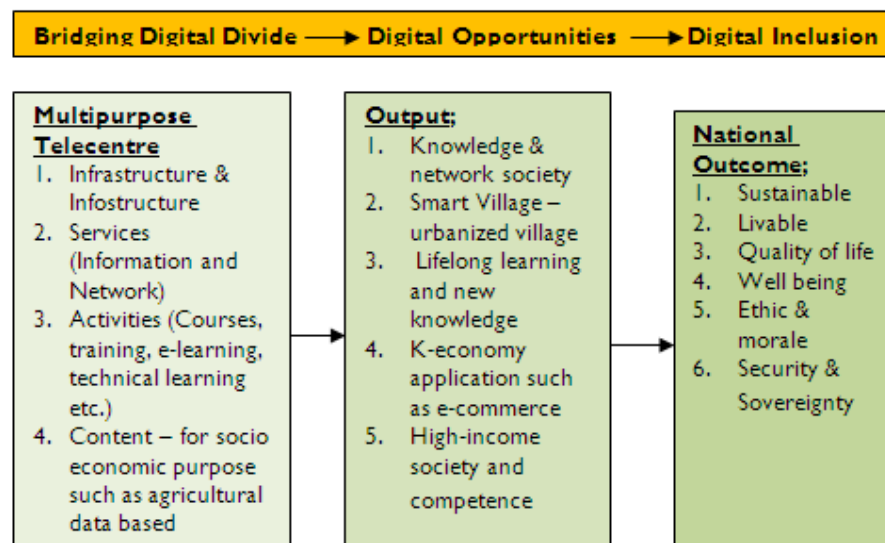 Bridging Digital Divide → Digital Opportunities → Digital Inclusion
Multipurpose
Telecentre
1. Infrastructure &
Infostructure
2. Services
(Information and
Network)
3. Activities (Courses,
training, e-learning,
technical learning
etc.)
4. Content – for socio
economic purpose
such as agricultural
data based
Output;
1. Knowledge &
network society
2. Smart Village –
urbanized village
3. Lifelong learning
and new
knowledge
4. K-economy
application such
as e-commerce
5. High-income
society and
competence
National
Outcome;
1. Sustainable
2. Livable
3. Quality of life
4. Well being
5. Ethic &
morale
6. Security &
Sovereignty